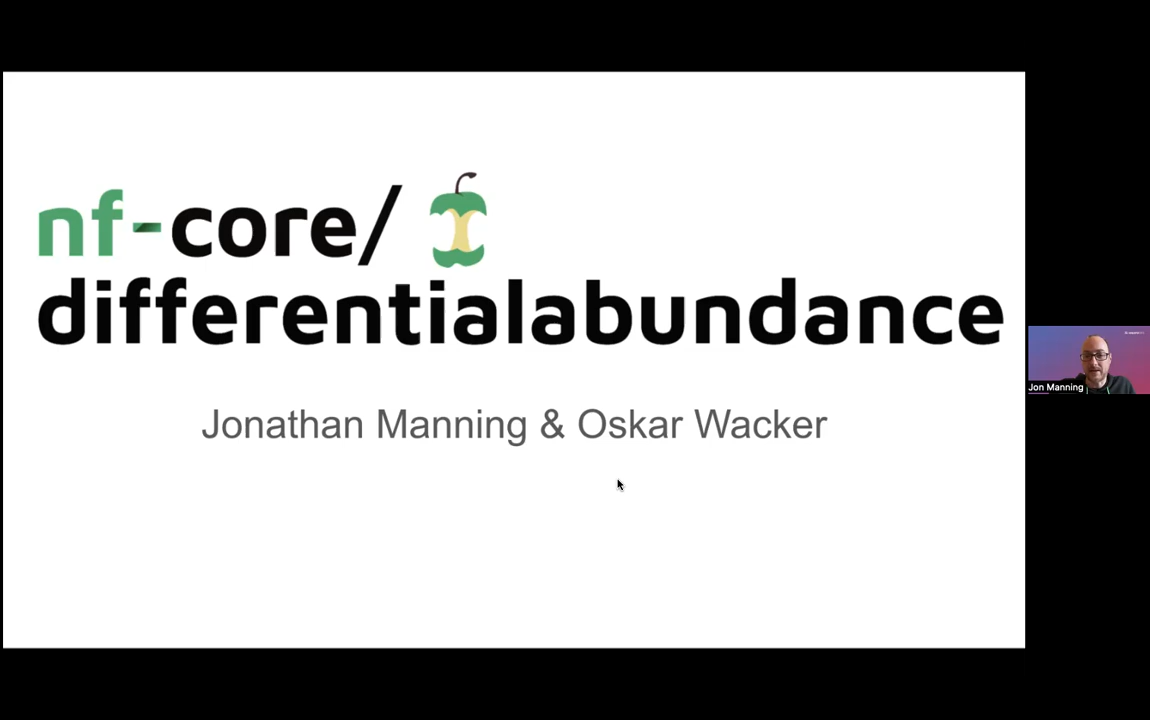 nf-core/
differentialabundance
Jonathan Manning & Oskar Wacker
Jon Manning